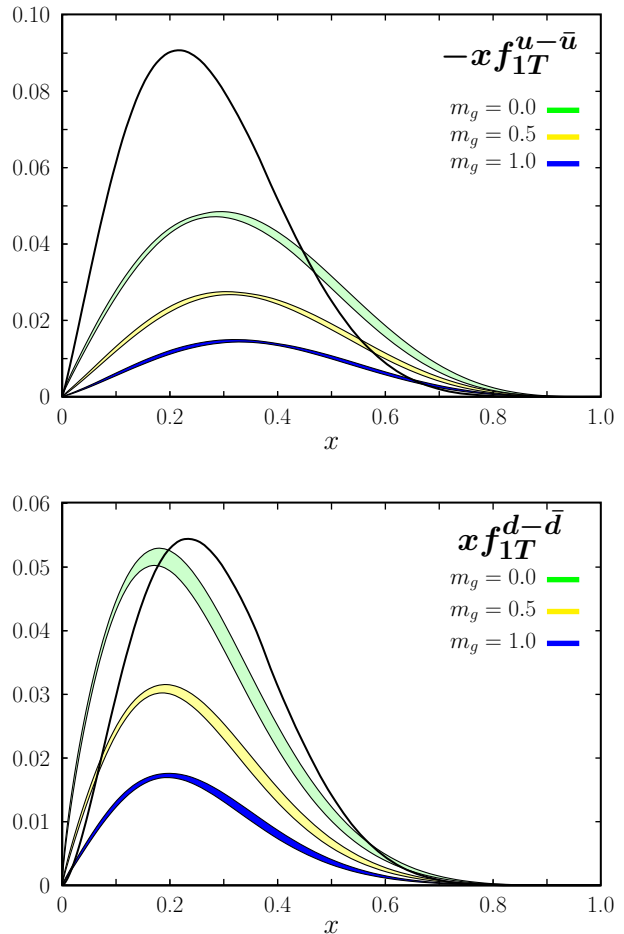 0.10
0.08
0.06
0.04
0.02
0
0 0.2 0.4 0.6 0.8 1.0
x
−xf_{1T}^{u−ū}
m_g = 0.0
m_g = 0.5
m_g = 1.0
0.06
0.05
0.04
0.03
0.02
0.01
0
0 0.2 0.4 0.6 0.8 1.0
x
xf_{1T}^{d−d̄}
m_g = 0.0
m_g = 0.5
m_g = 1.0